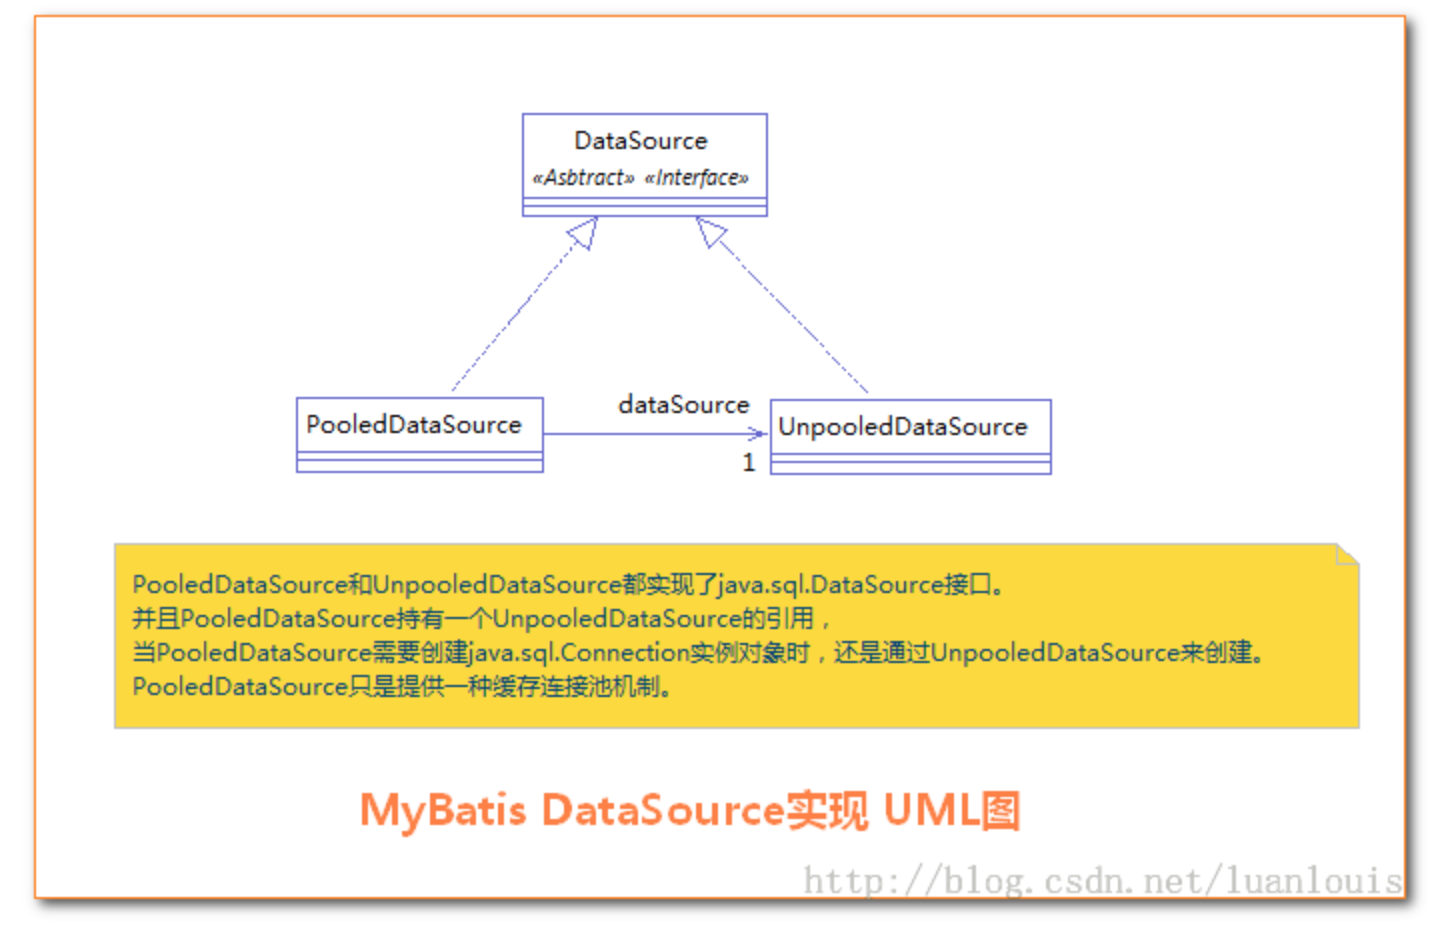 DataSource
«Asbtract» «Interface»
dataSource
PooledDataSource
UnpooledDataSource
1
PooledDataSource和UnpooledDataSource都实现了java.sql.DataSource接口。
并且PooledDataSource持有一个UnpooledDataSource的引用，
当PooledDataSource需要创建java.sql.Connection实例对象时，还是通过UnpooledDataSource来创建。
PooledDataSource只是提供一种缓存连接池机制。
MyBatis DataSource实现 UML图
http://blog.csdn.net/luanlouis